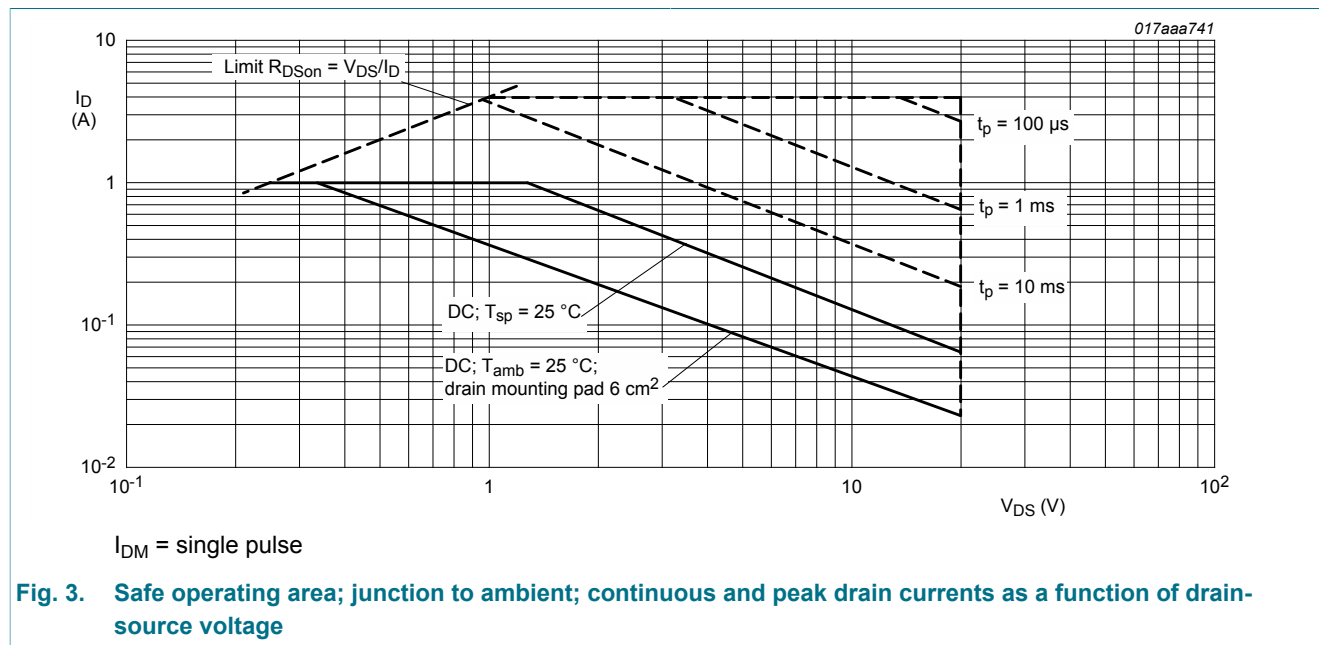 017aaa741
10
Limit RDSon = VDS/ID
ID
(A)
tp = 100 µs
1
tp = 1 ms
tp = 10 ms
DC; Tsp = 25 °C
10-1
DC; Tamb = 25 °C;
drain mounting pad 6 cm2
10-2
10-1
1
10
102
VDS (V)
IDM = single pulse
Fig. 3. Safe operating area; junction to ambient; continuous and peak drain currents as a function of drain-
source voltage